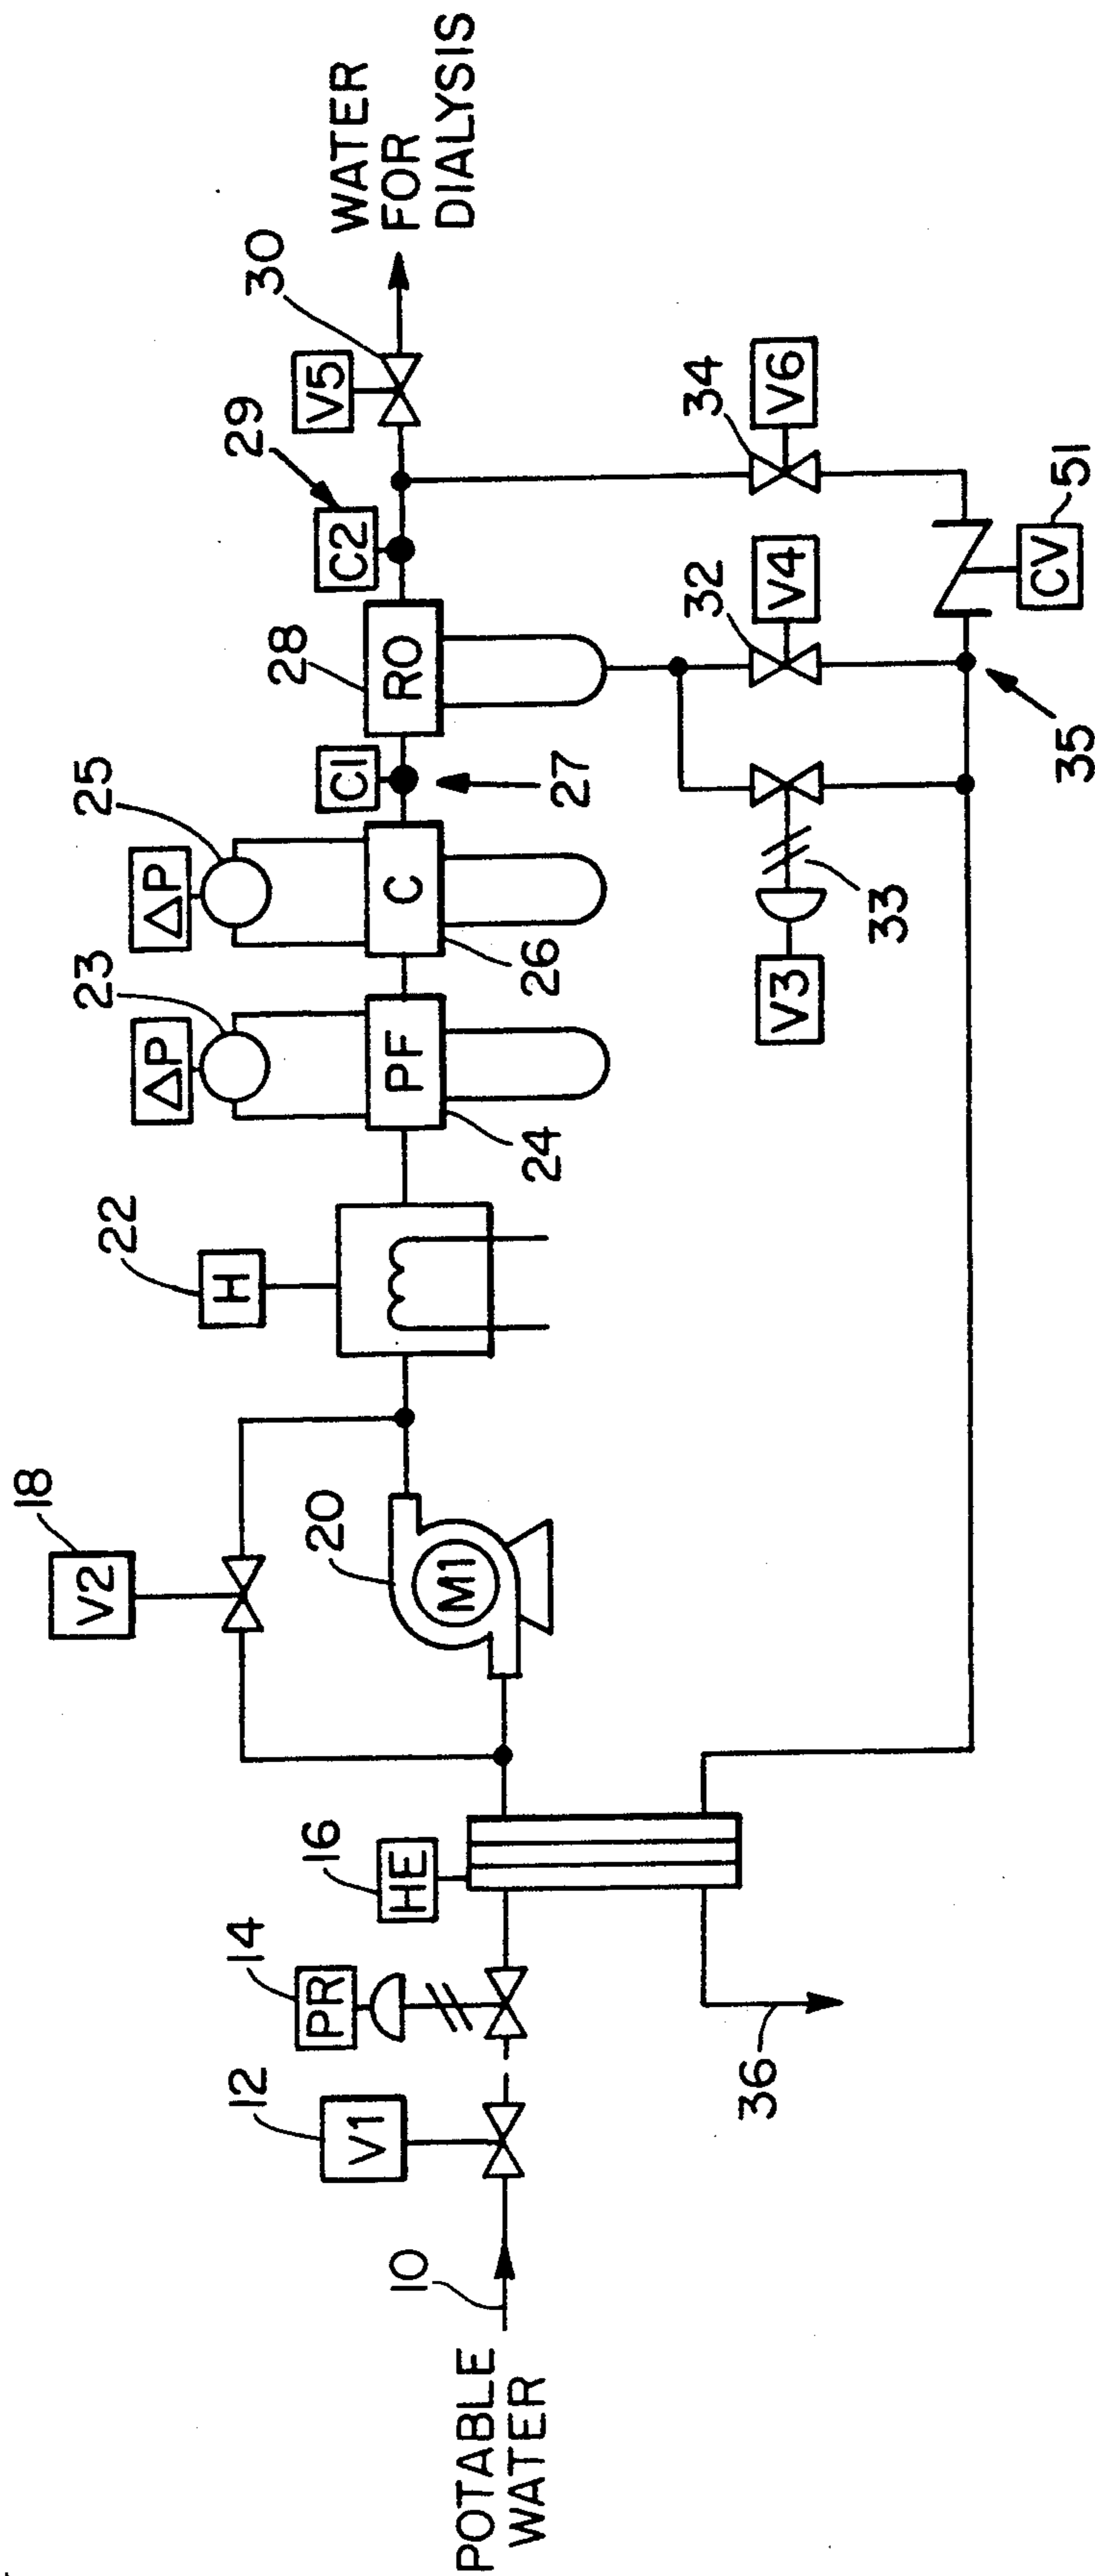 POTABLE
WATER
10
V1
12
PR
14
HE
16
36
V2
18
M1
20
H
22
ΔP
23
PF
24
ΔP
25
C
26
C1
27
RO
28
C2
29
V5
30
WATER
FOR
DIALYSIS
V3
33
V4
32
V6
34
CV
51
35